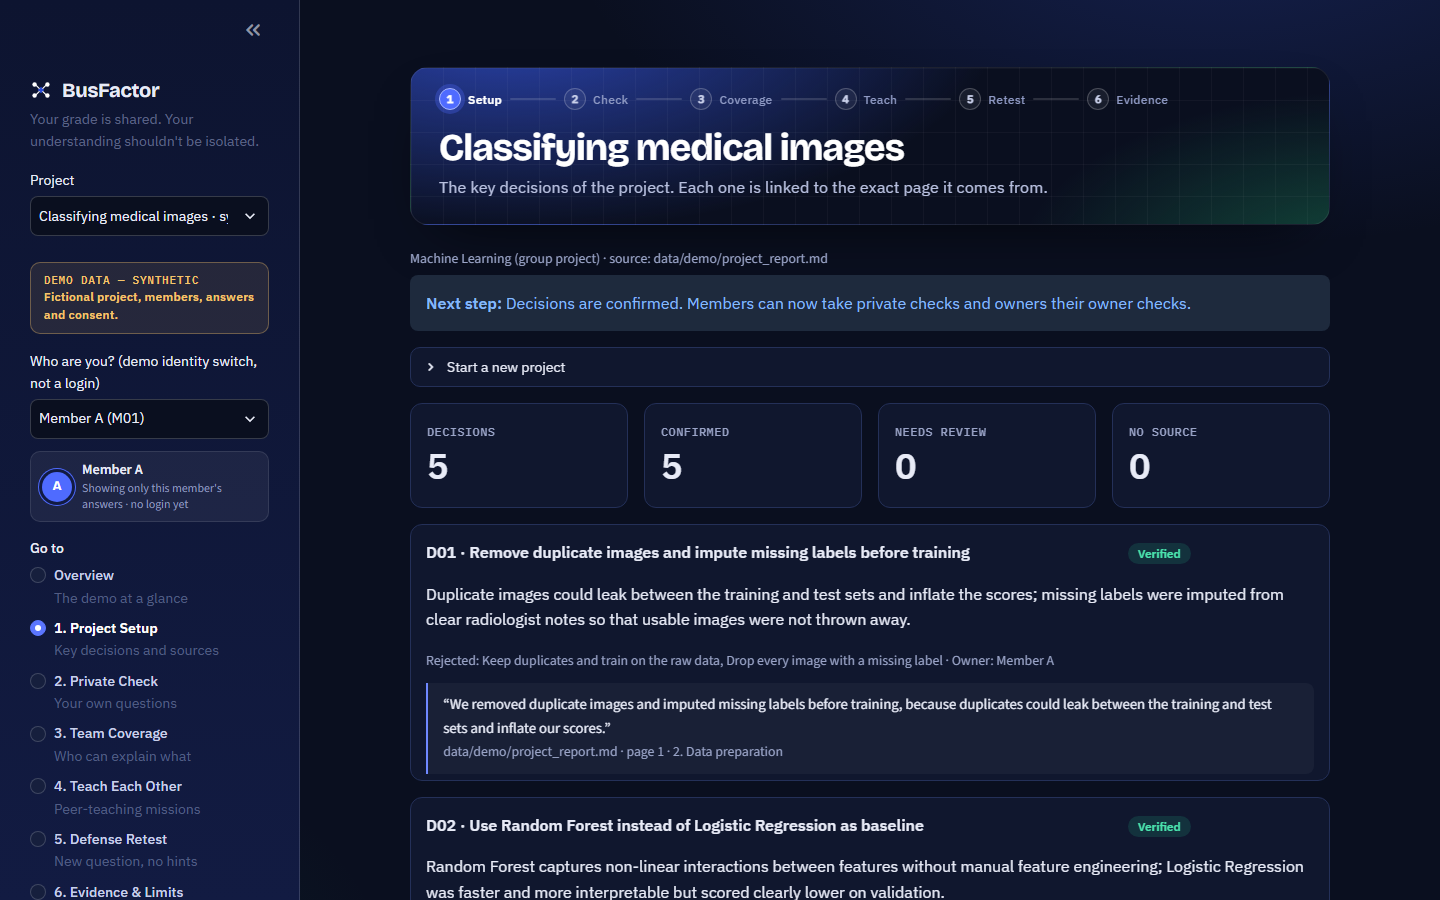 BusFactor
Your grade is shared. Your
understanding shouldn't be isolated.
Project
Classifying medical images · sy
DEMO DATA — SYNTHETIC
Fictional project, members, answers
and consent.
Who are you? (demo identity switch,
not a login)
Member A (M01)
A
Member A
Showing only this member's
answers · no login yet
Go to
Overview
The demo at a glance
1. Project Setup
Key decisions and sources
2. Private Check
Your own questions
3. Team Coverage
Who can explain what
4. Teach Each Other
Peer-teaching missions
5. Defense Retest
New question, no hints
6. Evidence & Limits
1 Setup 2 Check 3 Coverage 4 Teach 5 Retest 6 Evidence
Classifying medical images
The key decisions of the project. Each one is linked to the exact page it comes from.
Machine Learning (group project) · source: data/demo/project_report.md
Next step: Decisions are confirmed. Members can now take private checks and owners their owner checks.
Start a new project
DECISIONS
5
CONFIRMED
5
NEEDS REVIEW
0
NO SOURCE
0
D01 · Remove duplicate images and impute missing labels before training
Verified
Duplicate images could leak between the training and test sets and inflate the scores; missing labels were imputed from
clear radiologist notes so that usable images were not thrown away.
Rejected: Keep duplicates and train on the raw data, Drop every image with a missing label · Owner: Member A
“We removed duplicate images and imputed missing labels before training, because duplicates could leak between the training and test
sets and inflate our scores.”
data/demo/project_report.md · page 1 · 2. Data preparation
D02 · Use Random Forest instead of Logistic Regression as baseline
Verified
Random Forest captures non-linear interactions between features without manual feature engineering; Logistic Regression
was faster and more interpretable but scored clearly lower on validation.